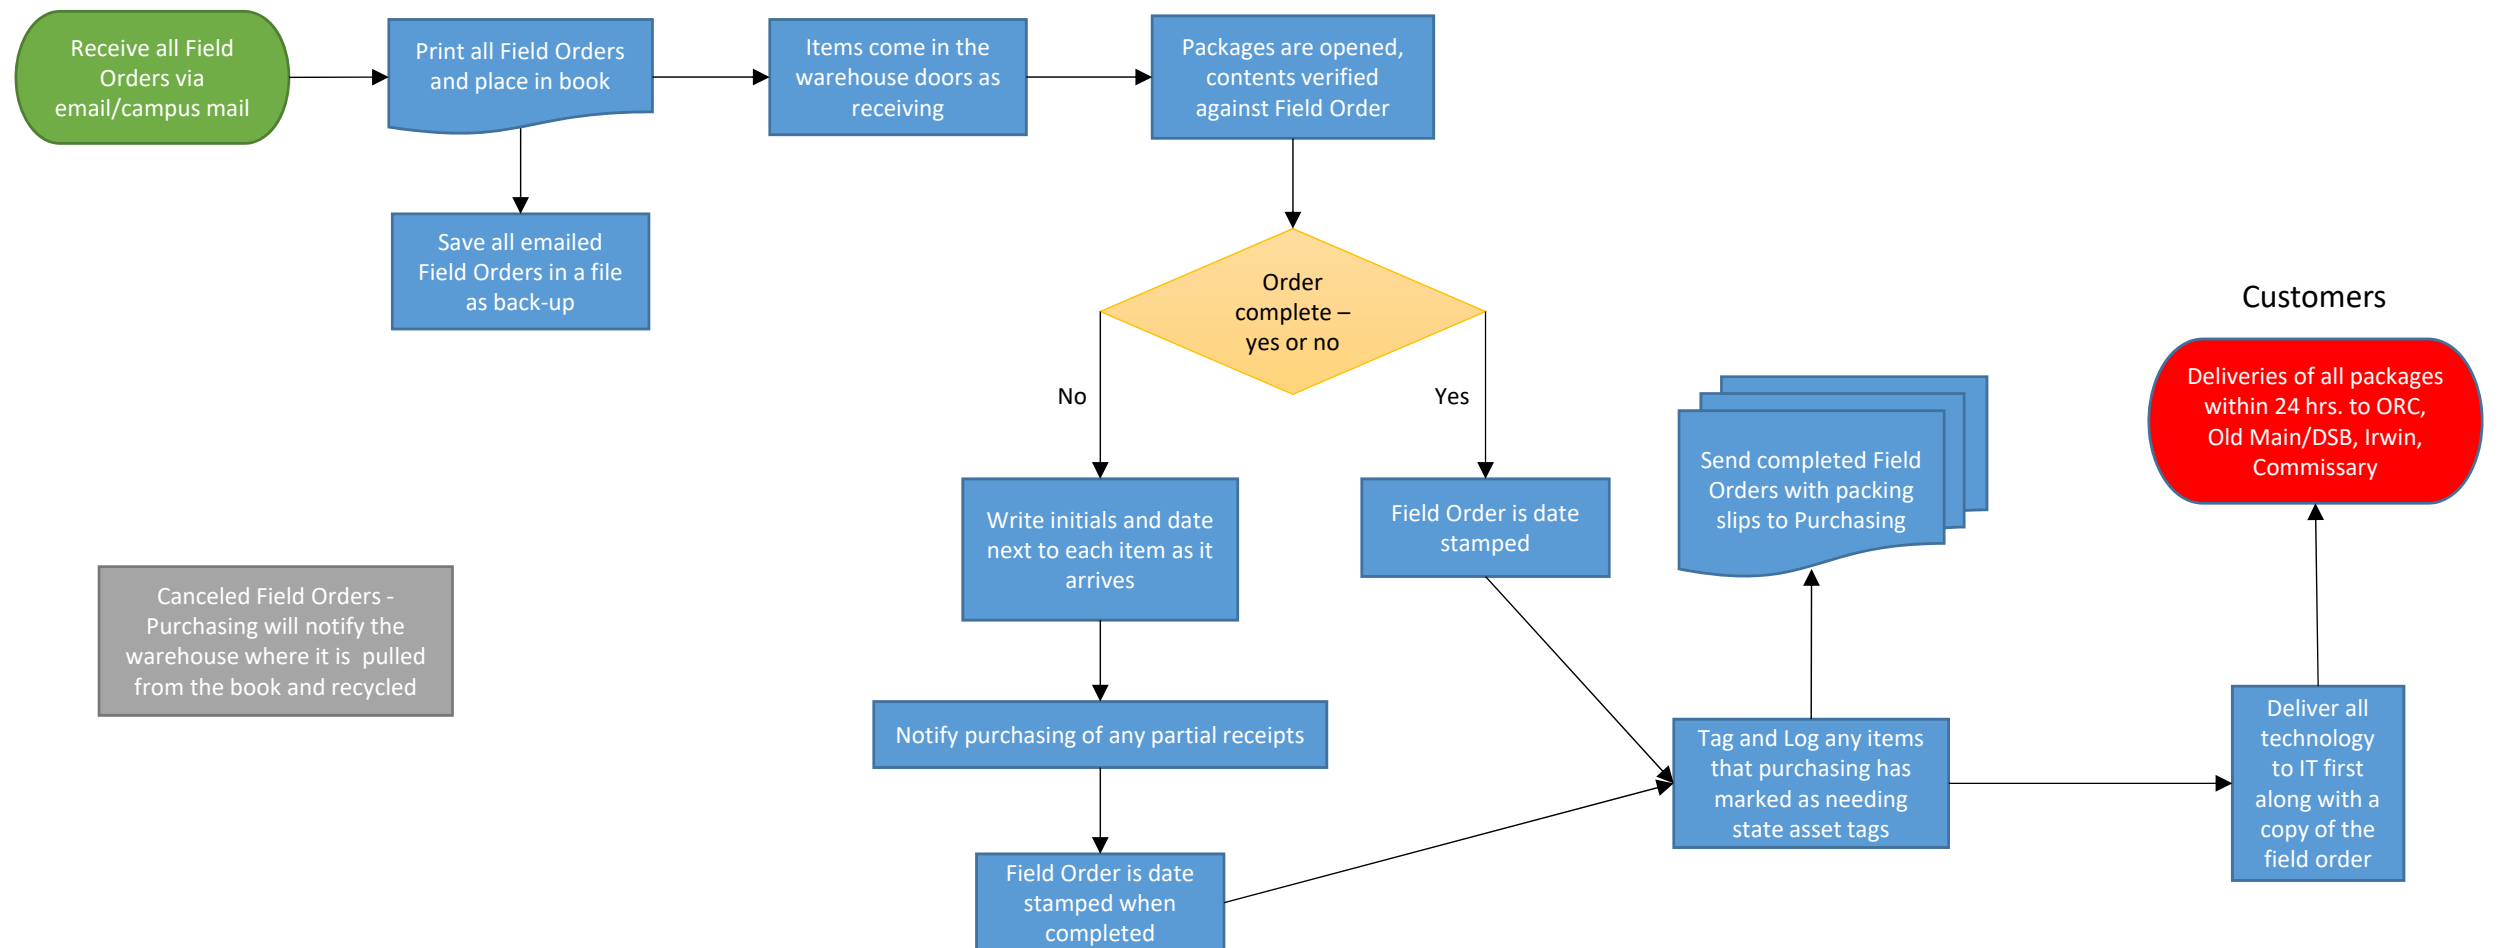 Receive all Field
Orders via
email/campus mail
Print all Field Orders
and place in book
Items come in the
warehouse doors as
receiving
Packages are opened,
contents verified
against Field Order
Save all emailed
Field Orders in a file
as back-up
Order
complete –
yes or no
No
Yes
Customers
Deliveries of all packages
within 24 hrs. to ORC,
Old Main/DSB, Irwin,
Commissary
Send completed Field
Orders with packing
slips to Purchasing
Write initials and date
next to each item as it
arrives
Field Order is date
stamped
Canceled Field Orders -
Purchasing will notify the
warehouse where it is  pulled
from the book and recycled
Notify purchasing of any partial receipts
Tag and Log any items
that purchasing has
marked as needing
state asset tags
Deliver all
technology
to IT first
along with a
copy of the
field order
Field Order is date
stamped when
completed